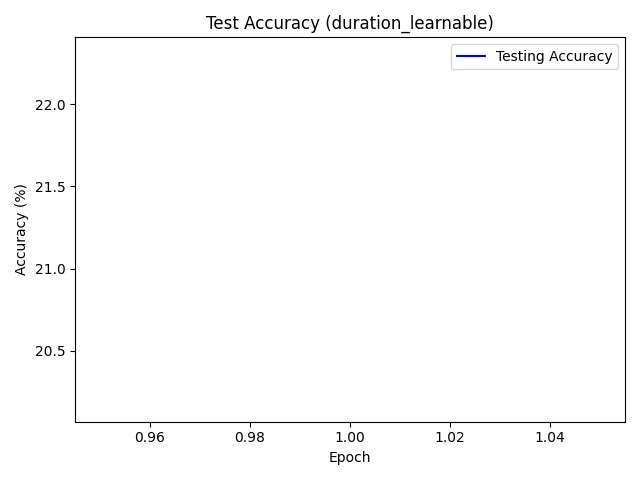 Test Accuracy (duration_learnable)
Testing Accuracy
22.0
21.5
21.0
20.5
Accuracy (%)
0.96 0.98 1.00 1.02 1.04
Epoch